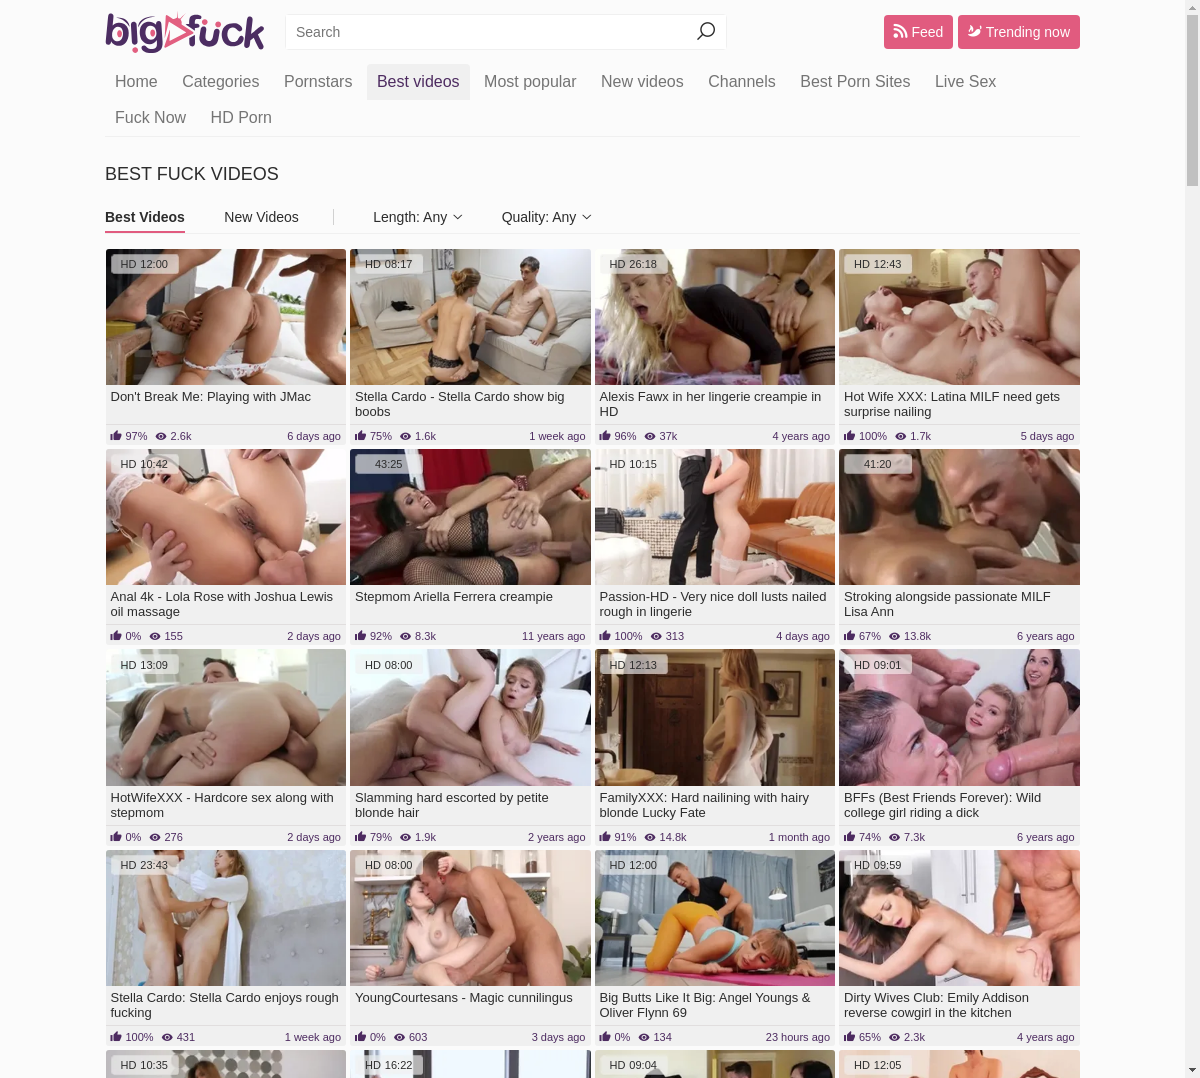 big fuck
Search
Feed
Trending now
Home Categories Pornstars Best videos Most popular New videos Channels Best Porn Sites Live Sex
Fuck Now HD Porn
BEST FUCK VIDEOS
Best Videos New Videos Length: Any Quality: Any
HD 12:00
HD 08:17
HD 26:18
HD 12:43
Don't Break Me: Playing with JMac
97% 2.6k 6 days ago
Stella Cardo - Stella Cardo show big
boobs
75% 1.6k 1 week ago
Alexis Fawx in her lingerie creampie in
HD
96% 37k 4 years ago
Hot Wife XXX: Latina MILF need gets
surprise nailing
100% 1.7k 5 days ago
HD 10:42
43:25
HD 10:15
41:20
Anal 4k - Lola Rose with Joshua Lewis
oil massage
0% 155 2 days ago
Stepmom Ariella Ferrera creampie
92% 8.3k 11 years ago
Passion-HD - Very nice doll lusts nailed
rough in lingerie
100% 313 4 days ago
Stroking alongside passionate MILF
Lisa Ann
67% 13.8k 6 years ago
HD 13:09
HD 08:00
HD 12:13
HD 09:01
HotWifeXXX - Hardcore sex along with
stepmom
0% 276 2 days ago
Slamming hard escorted by petite
blonde hair
79% 1.9k 2 years ago
FamilyXXX: Hard nailining with hairy
blonde Lucky Fate
91% 14.8k 1 month ago
BFFs (Best Friends Forever): Wild
college girl riding a dick
74% 7.3k 6 years ago
HD 23:43
HD 08:00
HD 12:00
HD 09:59
Stella Cardo: Stella Cardo enjoys rough
fucking
100% 431 1 week ago
YoungCourtesans - Magic cunnilingus
0% 603 3 days ago
Big Butts Like It Big: Angel Youngs &
Oliver Flynn 69
0% 134 23 hours ago
Dirty Wives Club: Emily Addison
reverse cowgirl in the kitchen
65% 2.3k 4 years ago
HD 10:35
HD 16:22
HD 09:04
HD 12:05